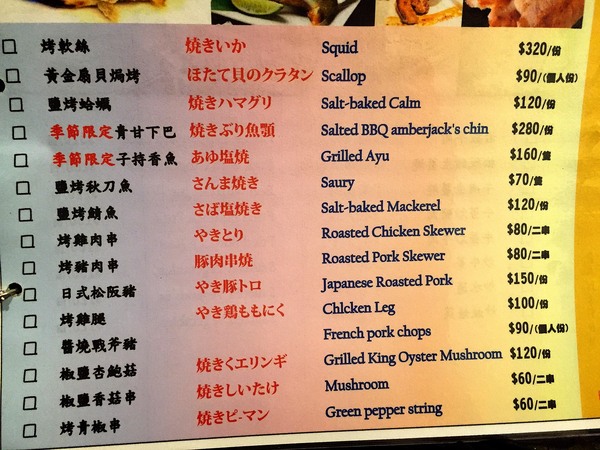 烤軟絲 焼きいか Squid $320/份
黃金扇貝焗烤 ほたて貝のクラタン Scallop $90/(個人份)
鹽烤蛤蠣 焼きハマグリ Salt-baked Calm $120/份
季節限定青甘下巴 焼きぶり魚顎 Salted BBQ amberjack's chin $280/份
季節限定子持香魚 あゆ塩焼 Grilled Ayu $160/隻
鹽烤秋刀魚 さんま焼き Saury $70/隻
鹽烤鯖魚 さば塩焼き Salt-baked Mackerel $120/份
烤雞肉串 やきとり Roasted Chicken Skewer $80/二串
烤豬肉串 豚肉串焼き Roasted Pork Skewer $80/二串
日式松阪豬 やき豚トロ Japanese Roasted Pork $150/份
烤雞腿 やき鶏ももにく Chlcken Leg $100/份
醬燒戰斧豬 French pork chops $90/(個人份)
椒鹽杏鮑菇 焼きくエリンギ Grilled King Oyster Mushroom $120/份
椒鹽香菇串 焼きしいたけ Mushroom $60/二串
烤青椒串 焼きピーマン Green pepper string $60/二串